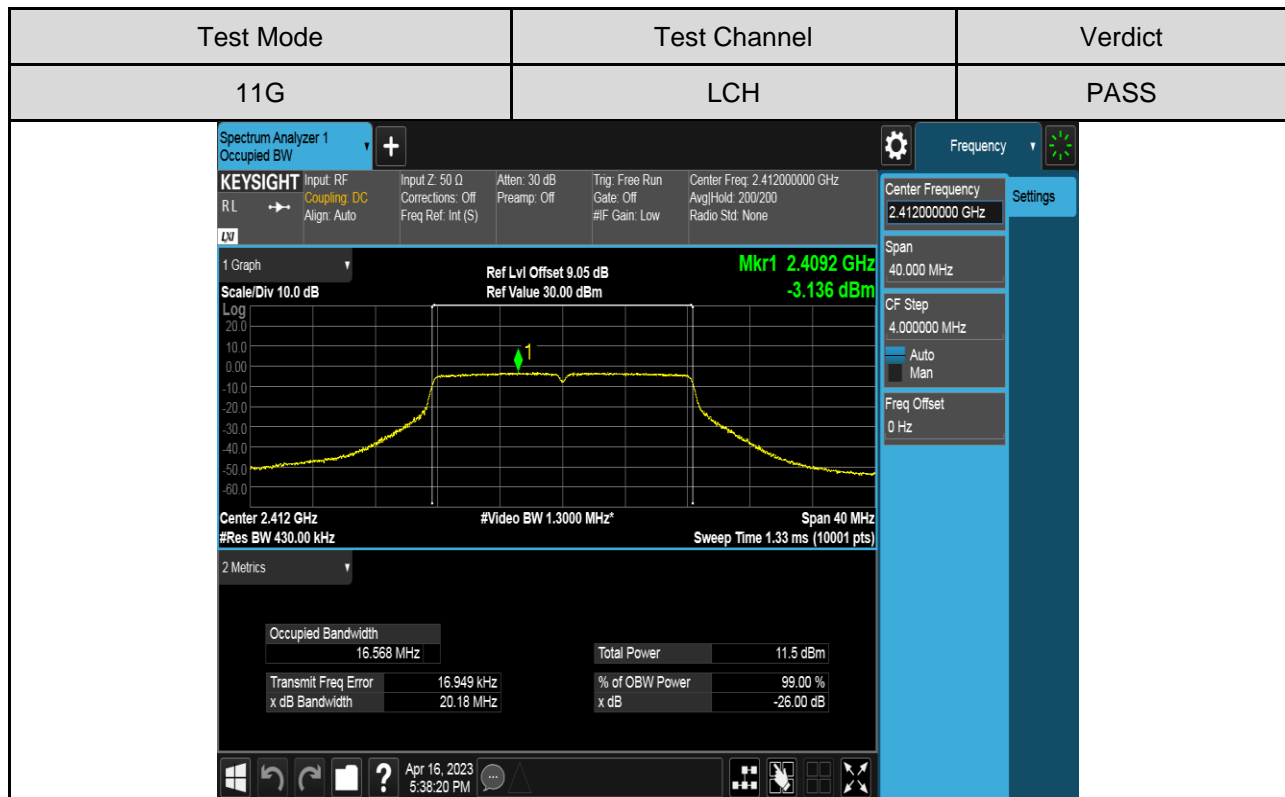 Test Mode Test Channel Verdict
11G LCH PASS
Spectrum Analyzer 1
Occupied BW
+
Frequency
KEYSIGHT Input: RF Input Z: 50 Ω Atten: 30 dB Trig: Free Run Center Freq: 2.412000000 GHz
RL Coupling: DC Corrections: Off Preamp: Off Gate: Off Avg|Hold: 200/200
Align: Auto Freq Ref: Int (S) #IF Gain: Low Radio Std: None
LXI
Center Frequency
2.412000000 GHz
Settings
Span
40.000 MHz
CF Step
4.000000 MHz
Auto
Man
Freq Offset
0 Hz
1 Graph Ref Lvl Offset 9.05 dB Mkr1 2.4092 GHz
Scale/Div 10.0 dB Ref Value 30.00 dBm -3.136 dBm
Log
20.0
10.0
1
0.00
-10.0
-20.0
-30.0
-40.0
-50.0
-60.0
Center 2.412 GHz #Video BW 1.3000 MHz* Span 40 MHz
#Res BW 430.00 kHz Sweep Time 1.33 ms (10001 pts)
2 Metrics
Occupied Bandwidth
16.568 MHz Total Power 11.5 dBm
Transmit Freq Error 16.949 kHz % of OBW Power 99.00 %
x dB Bandwidth 20.18 MHz x dB -26.00 dB
? Apr 16, 2023
5:38:20 PM